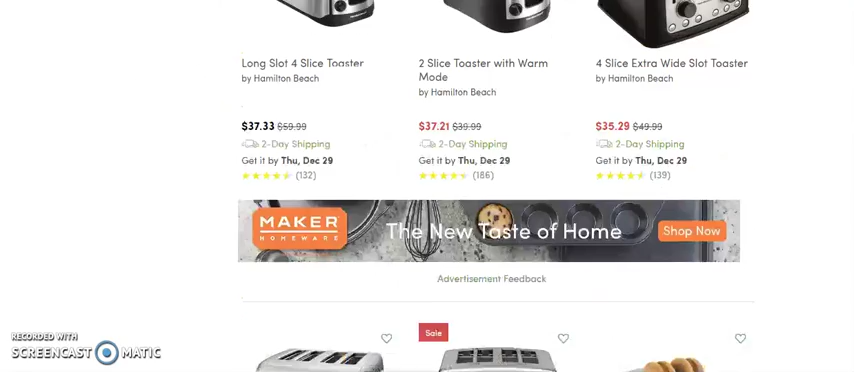 Long Slot 4 Slice Toaster
by Hamilton Beach
$37.33 $59.99
2-Day Shipping
Get it by Thu, Dec 29
(132)
2 Slice Toaster with Warm
Mode
by Hamilton Beach
$37.21 $39.99
2-Day Shipping
Get it by Thu, Dec 29
(186)
4 Slice Extra Wide Slot Toaster
by Hamilton Beach
$35.29 $49.99
2-Day Shipping
Get it by Thu, Dec 29
(139)
MAKER
HOMEWARE
The New Taste of Home
Shop Now
Advertisement Feedback
Sale
RECORDED WITH
SCREENCAST MATIC